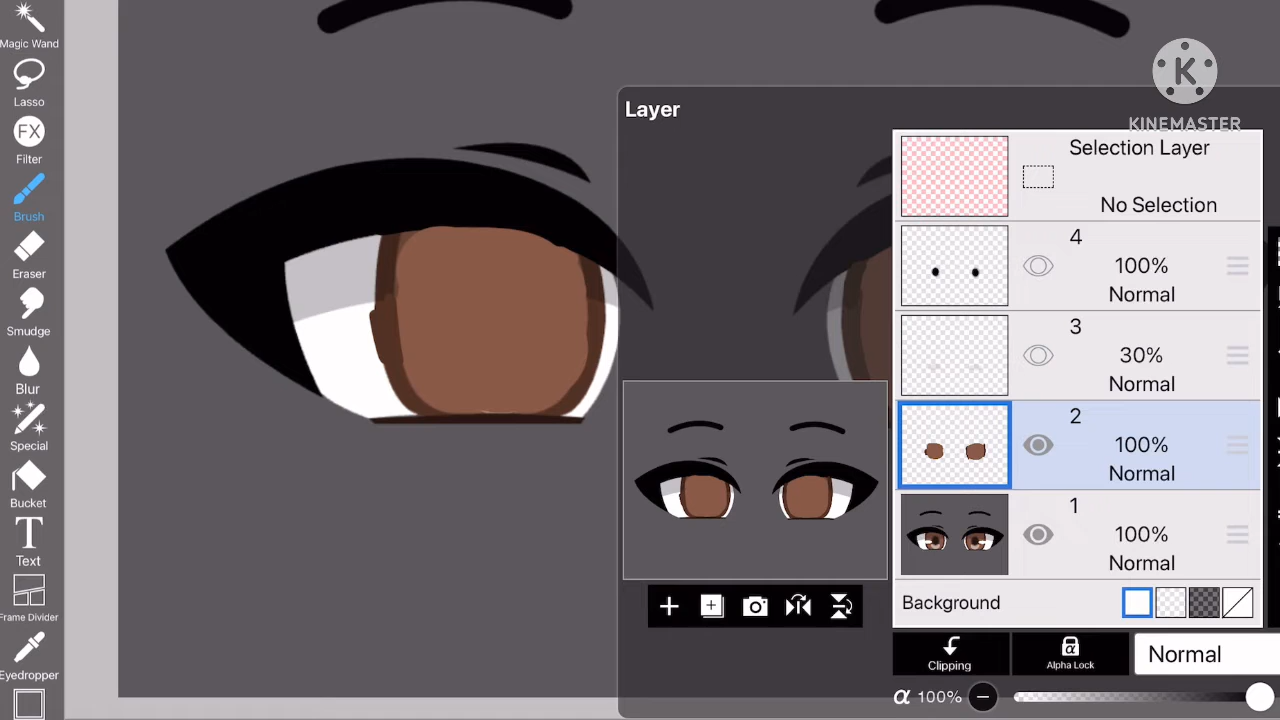 Magic Wand
Lasso
FX
Filter
Brush
Eraser
Smudge
Blur
Special
Bucket
T
Text
Frame Divider
Eyedropper
Layer
K
KINEMASTER
Selection Layer
No Selection
4
100%
Normal
3
30%
Normal
2
100%
Normal
1
100%
Normal
Background
Clipping
α
Alpha Lock
Normal
α 100%